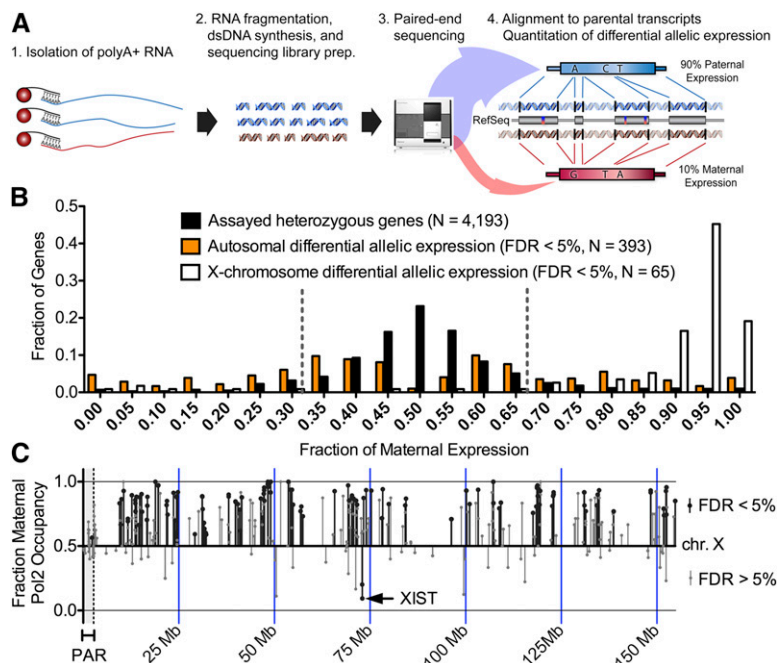 A
1. Isolation of polyA+ RNA
2. RNA fragmentation,
dsDNA synthesis, and
sequencing library prep.
3. Paired-end
sequencing
4. Alignment to parental transcripts
Quantitation of differential allelic expression
A C T
90% Paternal
Expression
RefSeq
G T A
10% Maternal
Expression
B
Fraction of Genes
0.5
0.4
0.3
0.2
0.1
0.0
Assayed heterozygous genes (N = 4,193)
Autosomal differential allelic expression (FDR < 5%, N = 393)
X-chromosome differential allelic expression (FDR < 5%, N = 65)
0.00 0.05 0.10 0.15 0.20 0.25 0.30 0.35 0.40 0.45 0.50 0.55 0.60 0.65 0.70 0.75 0.80 0.85 0.90 0.95 1.00
Fraction of Maternal Expression
C
Fraction Maternal
Pol2 Occupancy
1.0
0.5
0.0
FDR < 5%
chr. X
FDR > 5%
XIST
PAR
25 Mb 50 Mb 75 Mb 100 Mb 125Mb 150 Mb